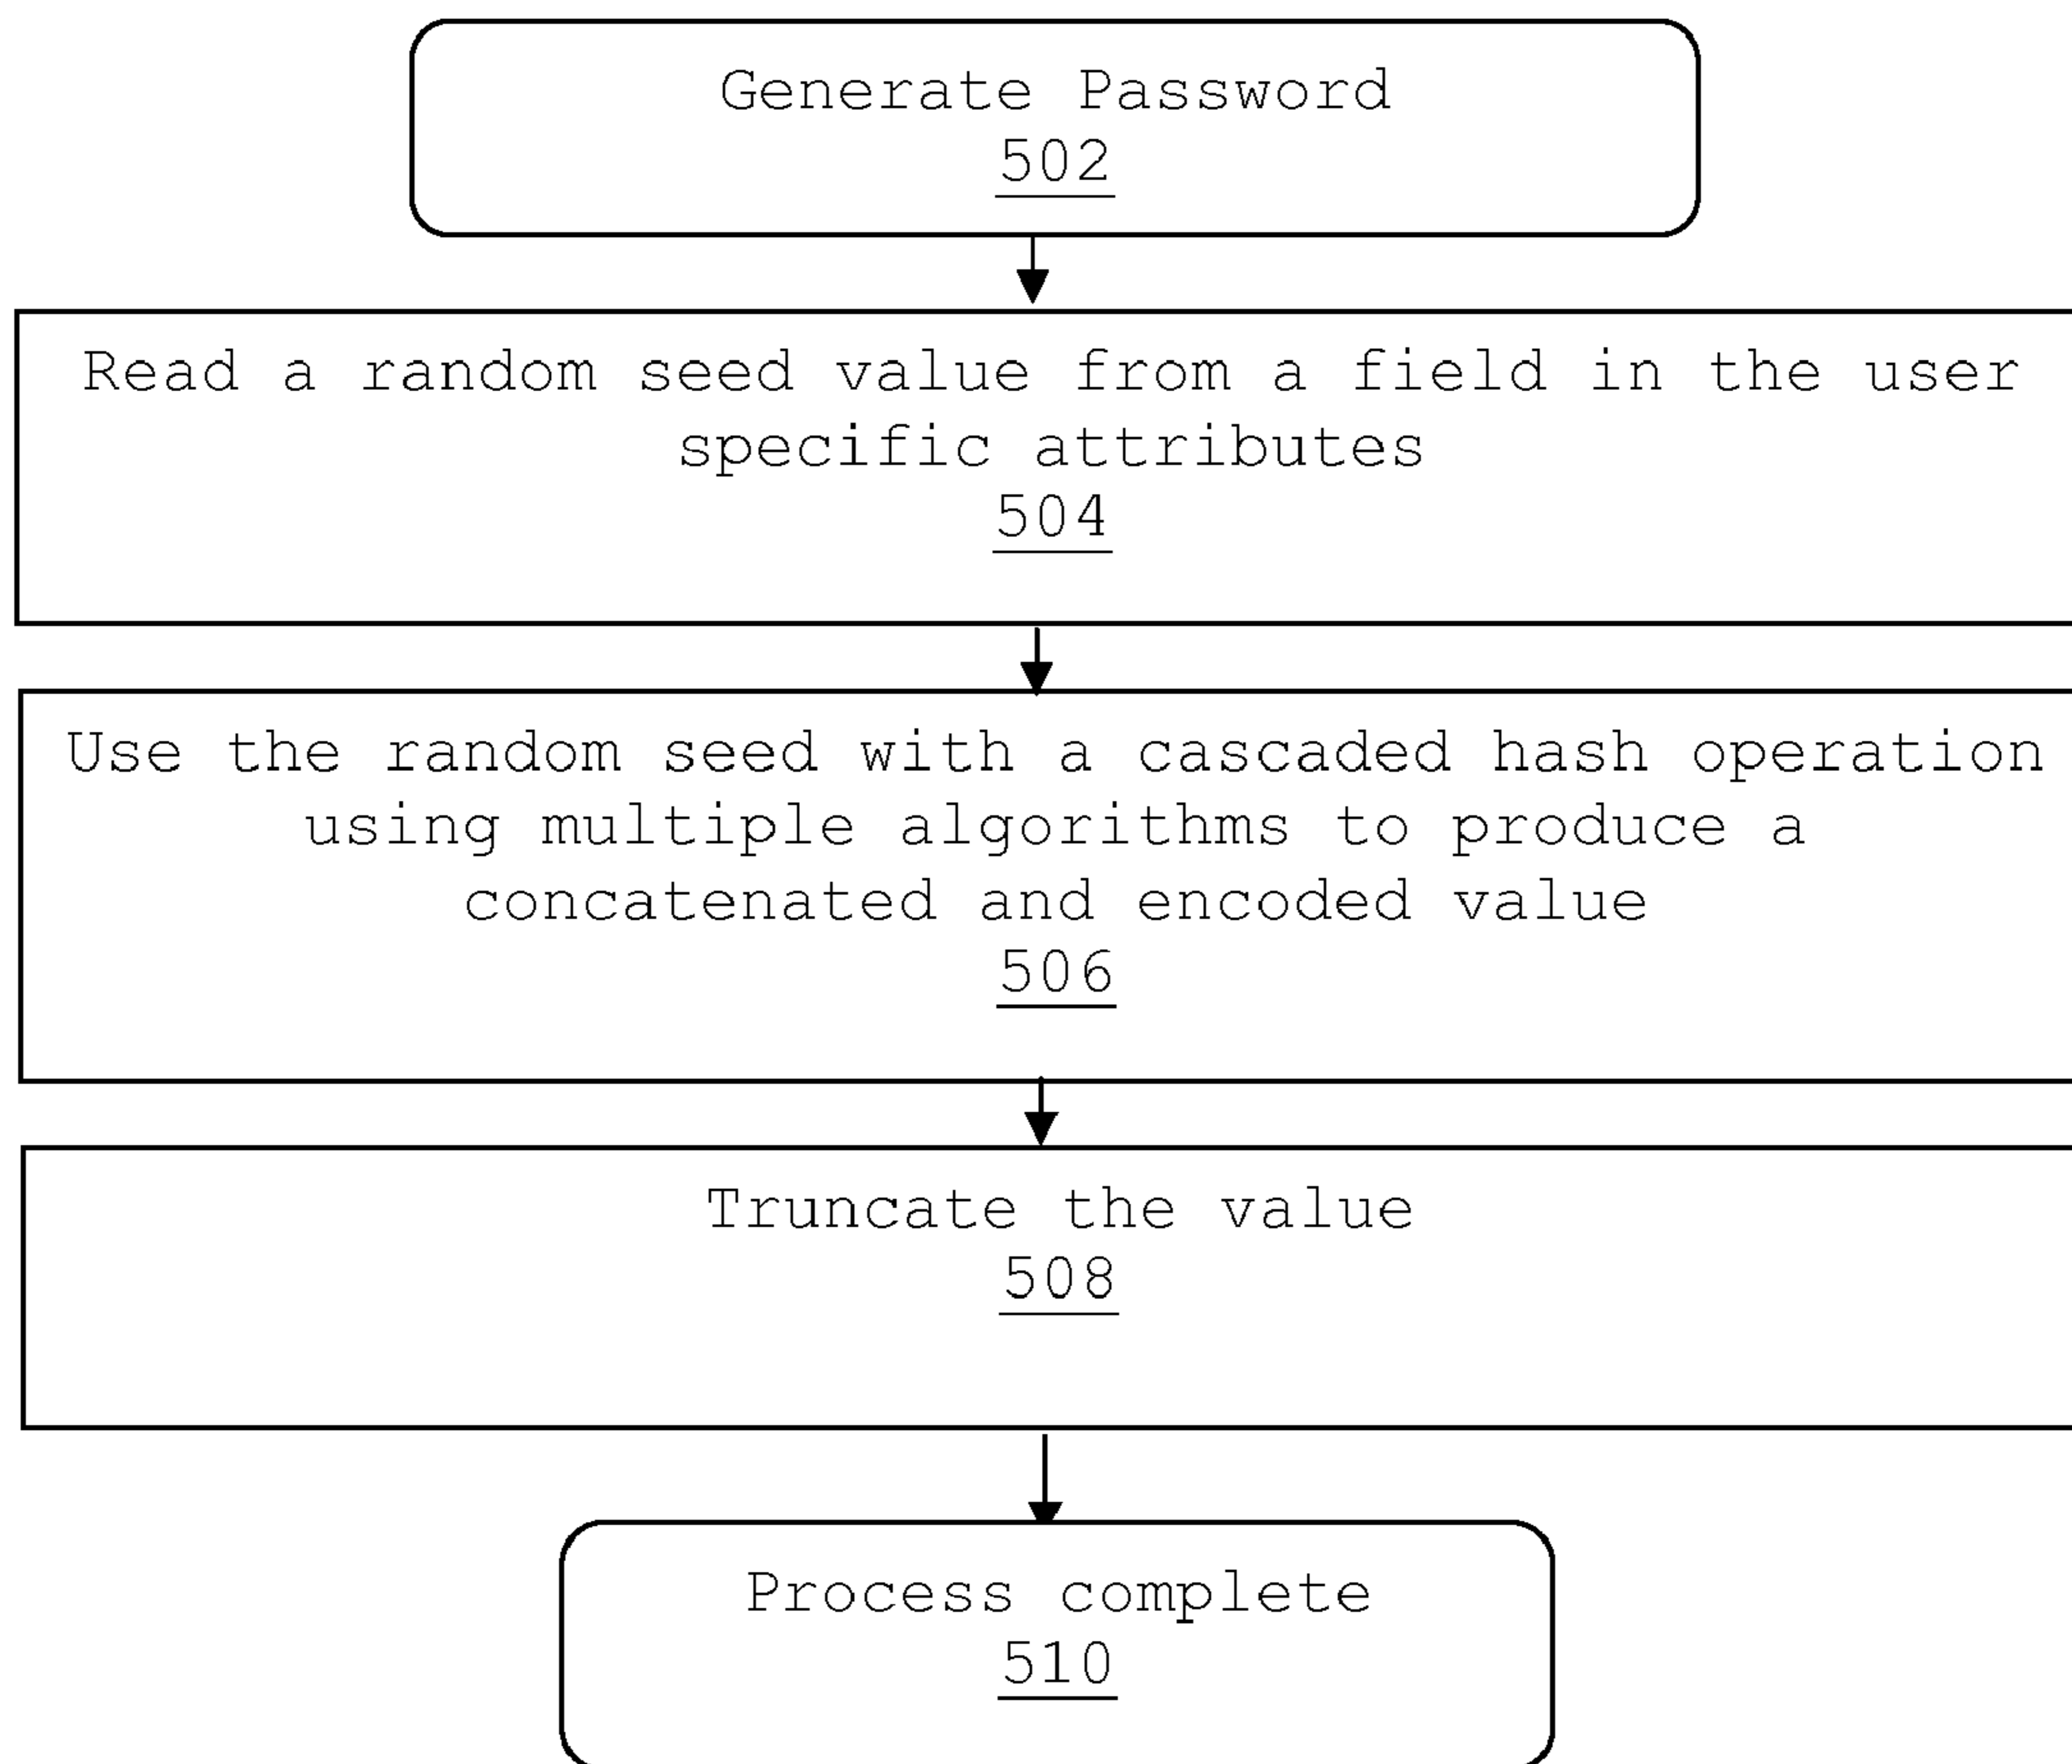 Generate Password
502
Read a random seed value from a field in the user
specific attributes
504
Use the random seed with a cascaded hash operation
using multiple algorithms to produce a
concatenated and encoded value
506
Truncate the value
508
Process complete
510